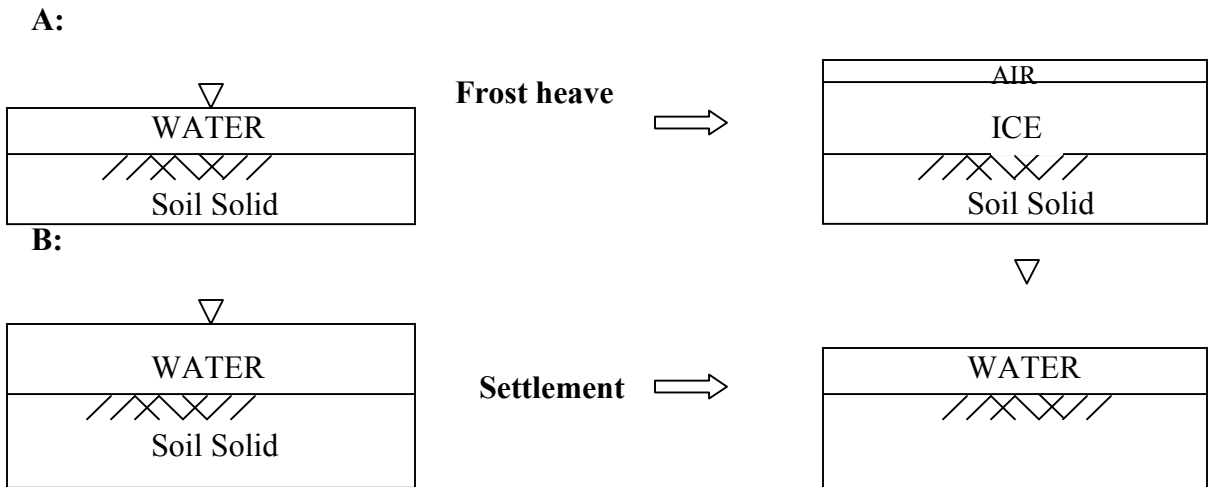 A:
WATER
Soil Solid
Frost heave
AIR
ICE
Soil Solid
B:
WATER
Soil Solid
Settlement
WATER